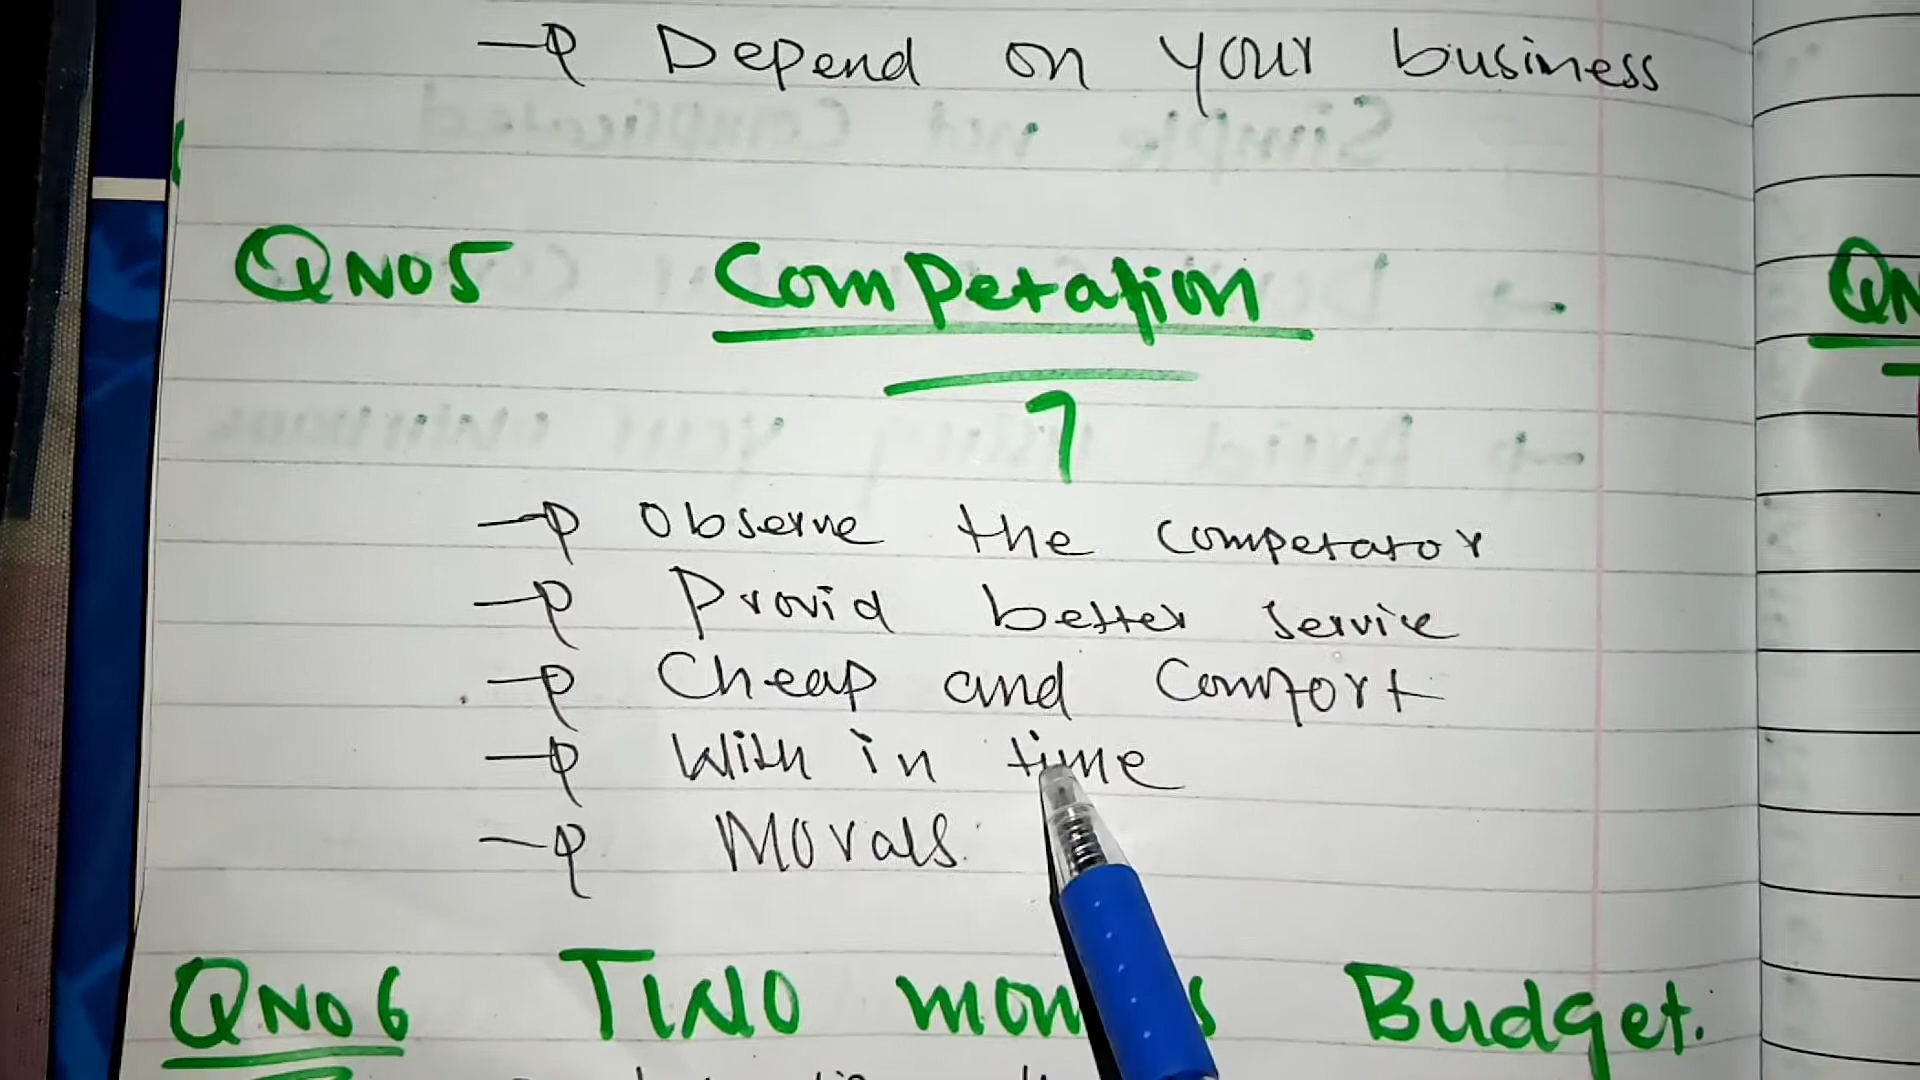 Depend on your business
QNO5 Competation
Observe the competator
Provid better service
Cheap and Comfort
With in time
Morals.
QNO6 Two Budget.